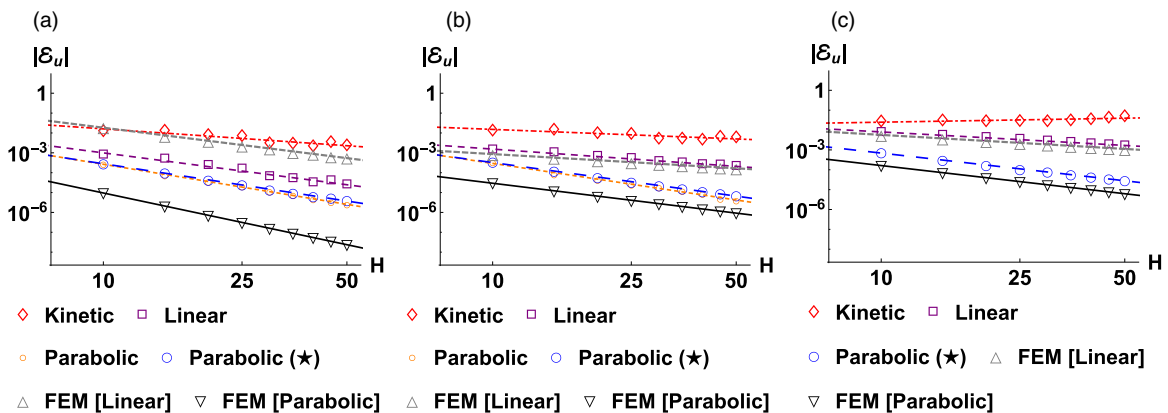 (a) (b) (c)
|ℰu| |ℰu| |ℰu|
1 1 1
10⁻³ 10⁻³ 10⁻³
10⁻⁶ 10⁻⁶ 10⁻⁶
H H H
10 25 50 10 25 50 10 25 50
Kinetic Linear Kinetic Linear Kinetic Linear
Parabolic Parabolic (★) Parabolic Parabolic (★) Parabolic (★) FEM [Linear]
FEM [Linear] FEM [Parabolic] FEM [Linear] FEM [Parabolic] FEM [Parabolic]